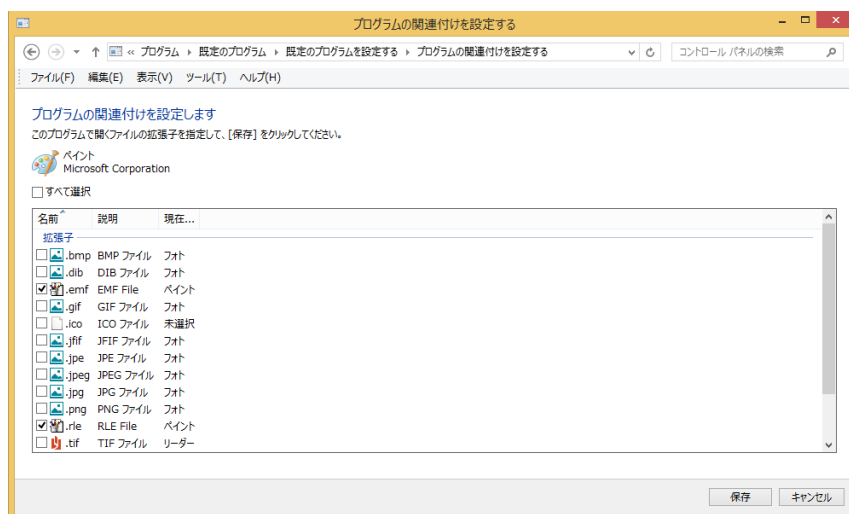 プログラムの関連付けを設定する
« プログラム ▸ 既定のプログラム ▸ 既定のプログラムを設定する ▸ プログラムの関連付けを設定する コントロール パネルの検索
ファイル(F) 編集(E) 表示(V) ツール(T) ヘルプ(H)
プログラムの関連付けを設定します
このプログラムで開くファイルの拡張子を指定して、[保存] をクリックしてください。
ペイント
Microsoft Corporation
すべて選択
名前 説明 現在...
拡張子
.bmp BMP ファイル フォト
.dib DIB ファイル フォト
.emf EMF File ペイント
.gif GIF ファイル フォト
.ico ICO ファイル 未選択
.jfif JFIF ファイル フォト
.jpe JPE ファイル フォト
.jpeg JPEG ファイル フォト
.jpg JPG ファイル フォト
.png PNG ファイル フォト
.rle RLE File ペイント
.tif TIF ファイル リーダー
保存 キャンセル